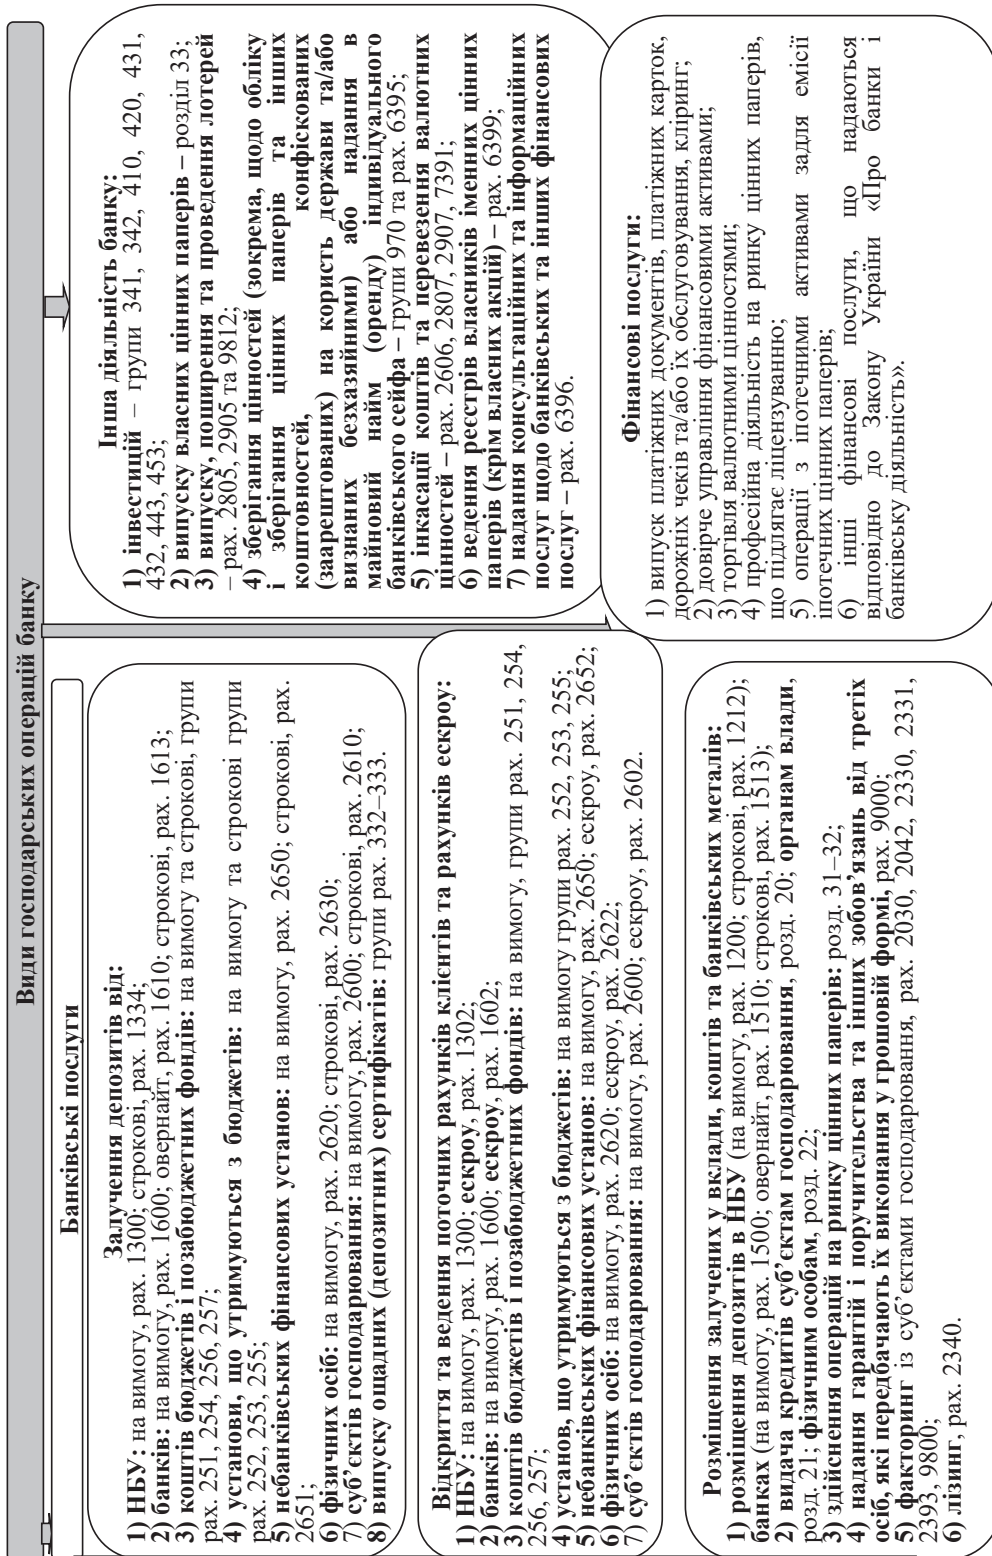 Види господарських операцій банку
Банківські послуги
Залучення депозитів від:
1) НБУ: на вимогу, рах. 1300; строкові, рах. 1334;
2) банків: на вимогу, рах. 1600; овернайт, рах. 1610; строкові, рах. 1613;
3) коштів бюджетів і позабюджетних фондів: на вимогу та строкові, групи
рах. 251, 254, 256, 257;
4) установи, що утримуються з бюджетів: на вимогу та строкові групи
рах. 252, 253, 255;
5) небанківських фінансових установ: на вимогу, рах. 2650; строкові, рах.
2651;
6) фізичних осіб: на вимогу, рах. 2620; строкові, рах. 2630;
7) суб’єктів господарювання: на вимогу, рах. 2600; строкові, рах. 2610;
8) випуску ощадних (депозитних) сертифікатів: групи рах. 332–333.
Відкриття та ведення поточних рахунків клієнтів та рахунків ескроу:
1) НБУ: на вимогу, рах. 1300; ескроу, рах. 1302;
2) банків: на вимогу, рах. 1600; ескроу, рах. 1602;
3) коштів бюджетів і позабюджетних фондів: на вимогу, групи рах. 251, 254,
256, 257;
4) установ, що утримуються з бюджетів: на вимогу групи рах. 252, 253, 255;
5) небанківських фінансових установ: на вимогу, рах. 2650; ескроу, рах. 2652;
6) фізичних осіб: на вимогу, рах. 2620; ескроу, рах. 2622;
7) суб’єктів господарювання: на вимогу, рах. 2600; ескроу, рах. 2602.
Розміщення залучених у вклади, коштів та банківських металів:
1) розміщення депозитів в НБУ (на вимогу, рах. 1200; строкові, рах. 1212);
банках (на вимогу, рах. 1500; овернайт, рах. 1510; строкові, рах. 1513);
2) видача кредитів суб’єктам господарювання, розд. 20; органам влади,
розд. 21; фізичним особам, розд. 22;
3) здійснення операцій на ринку цінних паперів: розд. 31–32;
4) надання гарантій і поручительства та інших зобов’язань від третіх
осіб, які передбачають їх виконання у грошовій формі, рах. 9000;
5) факторинг із суб’єктами господарювання, рах. 2030, 2042, 2330, 2331,
2393, 9800;
6) лізинг, рах. 2340.
Інша діяльність банку:
1) інвестицій – групи 341, 342, 410, 420, 431,
432, 443, 453;
2) випуску власних цінних паперів – розділ 33;
3) випуску, поширення та проведення лотерей
– рах. 2805, 2905 та 9812;
4) зберігання цінностей (зокрема, щодо обліку
і зберігання цінних паперів та інших
коштовностей, конфіскованих
(заарештованих) на користь держави та/або
визнаних безхазяйними) або надання в
майновий найм (оренду) індивідуального
банківського сейфа – групи 970 та рах. 6395;
5) інкасації коштів та перевезення валютних
цінностей – рах. 2606, 2807, 2907, 7391;
6) ведення реєстрів власників іменних цінних
паперів (крім власних акцій) – рах. 6399;
7) надання консультаційних та інформаційних
послуг щодо банківських та інших фінансових
послуг – рах. 6396.
Фінансові послуги:
1) випуск платіжних документів, платіжних карток,
дорожніх чеків та/або їх обслуговування, кліринг;
2) довірче управління фінансовими активами;
3) торгівля валютними цінностями;
4) професійна діяльність на ринку цінних паперів,
що підлягає ліцензуванню;
5) операції з іпотечними активами задля емісії
іпотечних цінних паперів;
6) інші фінансові послуги, що надаються
відповідно до Закону України «Про банки і
банківську діяльність».